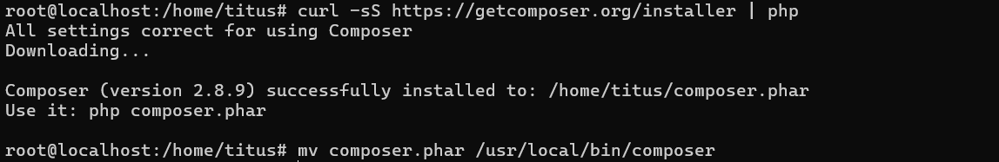 root@localhost:/home/titus# curl -sS https://getcomposer.org/installer | php
All settings correct for using Composer
Downloading...
Composer (version 2.8.9) successfully installed to: /home/titus/composer.phar
Use it: php composer.phar
root@localhost:/home/titus# mv composer.phar /usr/local/bin/composer